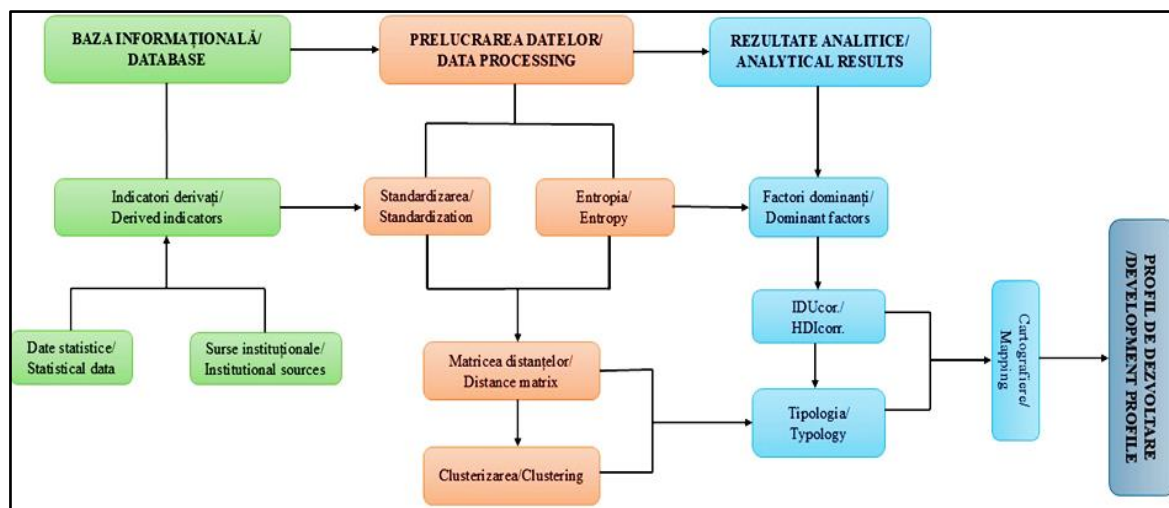 BAZA INFORMAȚIONALĂ/
DATABASE
PRELUCRAREA DATELOR/
DATA PROCESSING
REZULTATE ANALITICE/
ANALYTICAL RESULTS
Indicatori derivați/
Derived indicators
Standardizarea/
Standardization
Entropia/
Entropy
Factori dominanți/
Dominant factors
Date statistice/
Statistical data
Surse instituționale/
Institutional sources
Matricea distanțelor/
Distance matrix
Clusterizarea/Clustering
IDUcor./
HDIcorr.
Tipologia/
Typology
Cartografiere/
Mapping
PROFIL DE DEZVOLTARE
/DEVELOPMENT PROFILE